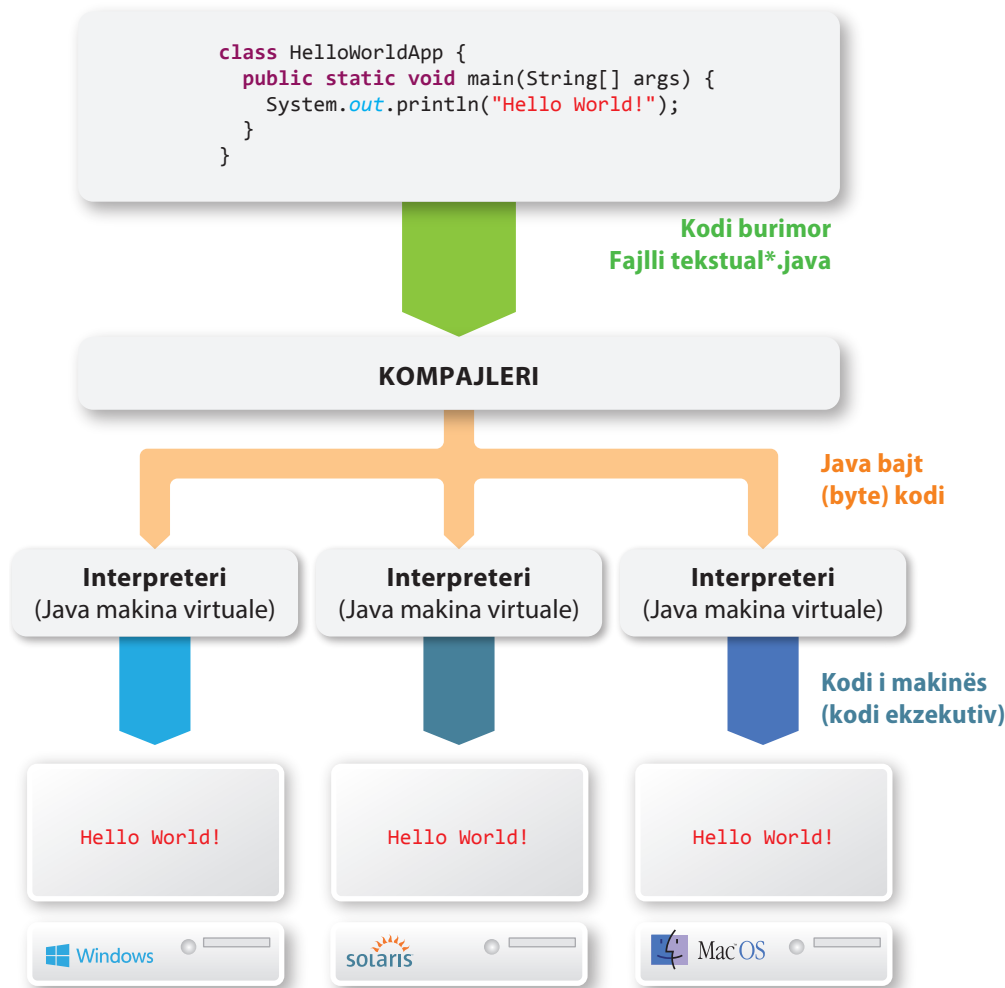 class HelloWorldApp {
public static void main(String[] args) {
System.out.println("Hello World!");
}
}
Kodi burimor
Fajlli tekstual*.java
KOMPAJLERI
Java bajt
(byte) kodi
Interpreteri
(Java makina virtuale)
Interpreteri
(Java makina virtuale)
Interpreteri
(Java makina virtuale)
Kodi i makinës
(kodi ekzekutiv)
Hello World!
Hello World!
Hello World!
Windows
solaris
Mac OS